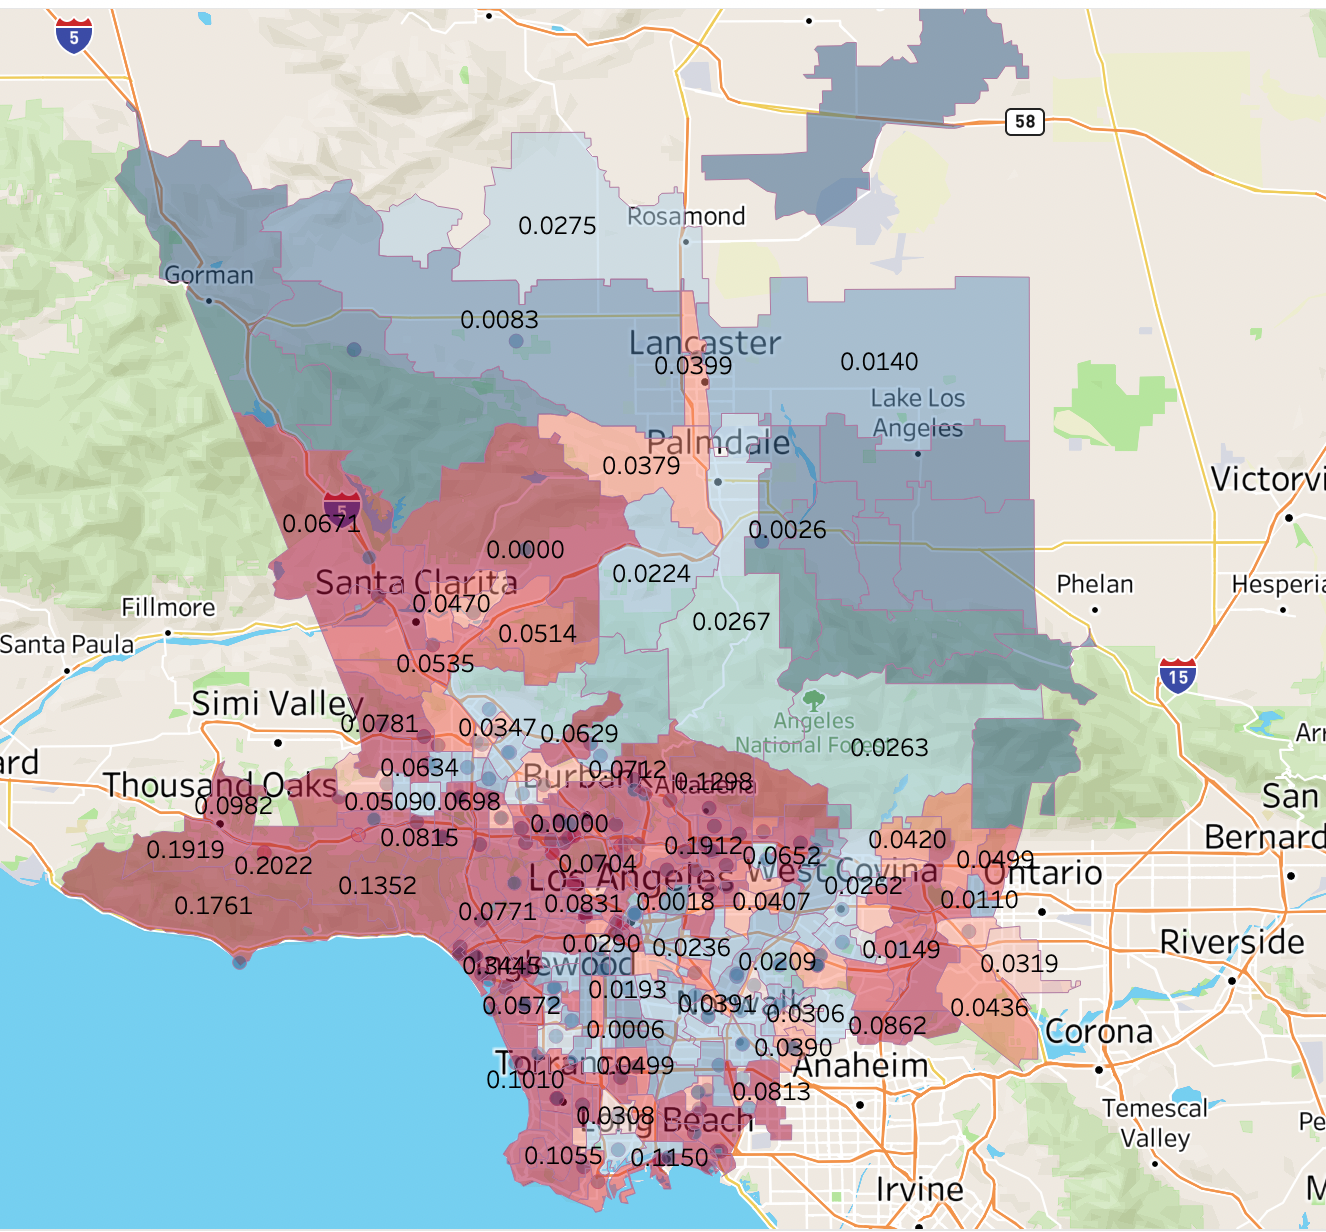 5
58
0.0275
Rosamond
Gorman
0.0083
Lancaster
0.0399
0.0140
Lake Los
Angeles
Palmdale
0.0379
Victorvi
5
0.0671
0.0026
0.0000
0.0224
Santa Clarita
Phelan
Hesperia
Fillmore
0.0470
0.0267
0.0514
Santa Paula
0.0535
15
Simi Valley
0.0781
0.0347
0.0629
Angeles
National Forest
0.0263
Arr
ard
0.0634
Burbank
0.0712
Altadena
0.1298
Thousand Oaks
San
0.0982
0.0509
0.0698
0.0000
Bernard
0.0815
0.1919
0.2022
0.1912
0.0652
0.0420
0.0499
0.0704
Los Angeles
West Covina
Ontario
0.1352
0.0262
0.1761
0.0771
0.0831
0.0018
0.0407
0.0110
0.0290
0.0236
0.0149
Riverside
Inglewood
0.3445
0.0209
0.0319
0.0193
0.0572
Norwalk
0.0391
0.0306
0.0436
0.0006
0.0862
Corona
0.0390
Torrance
0.0499
Anaheim
0.1010
0.0813
Temescal
Valley
0.0308
Long Beach
Pe
0.1055
0.1150
Irvine
M